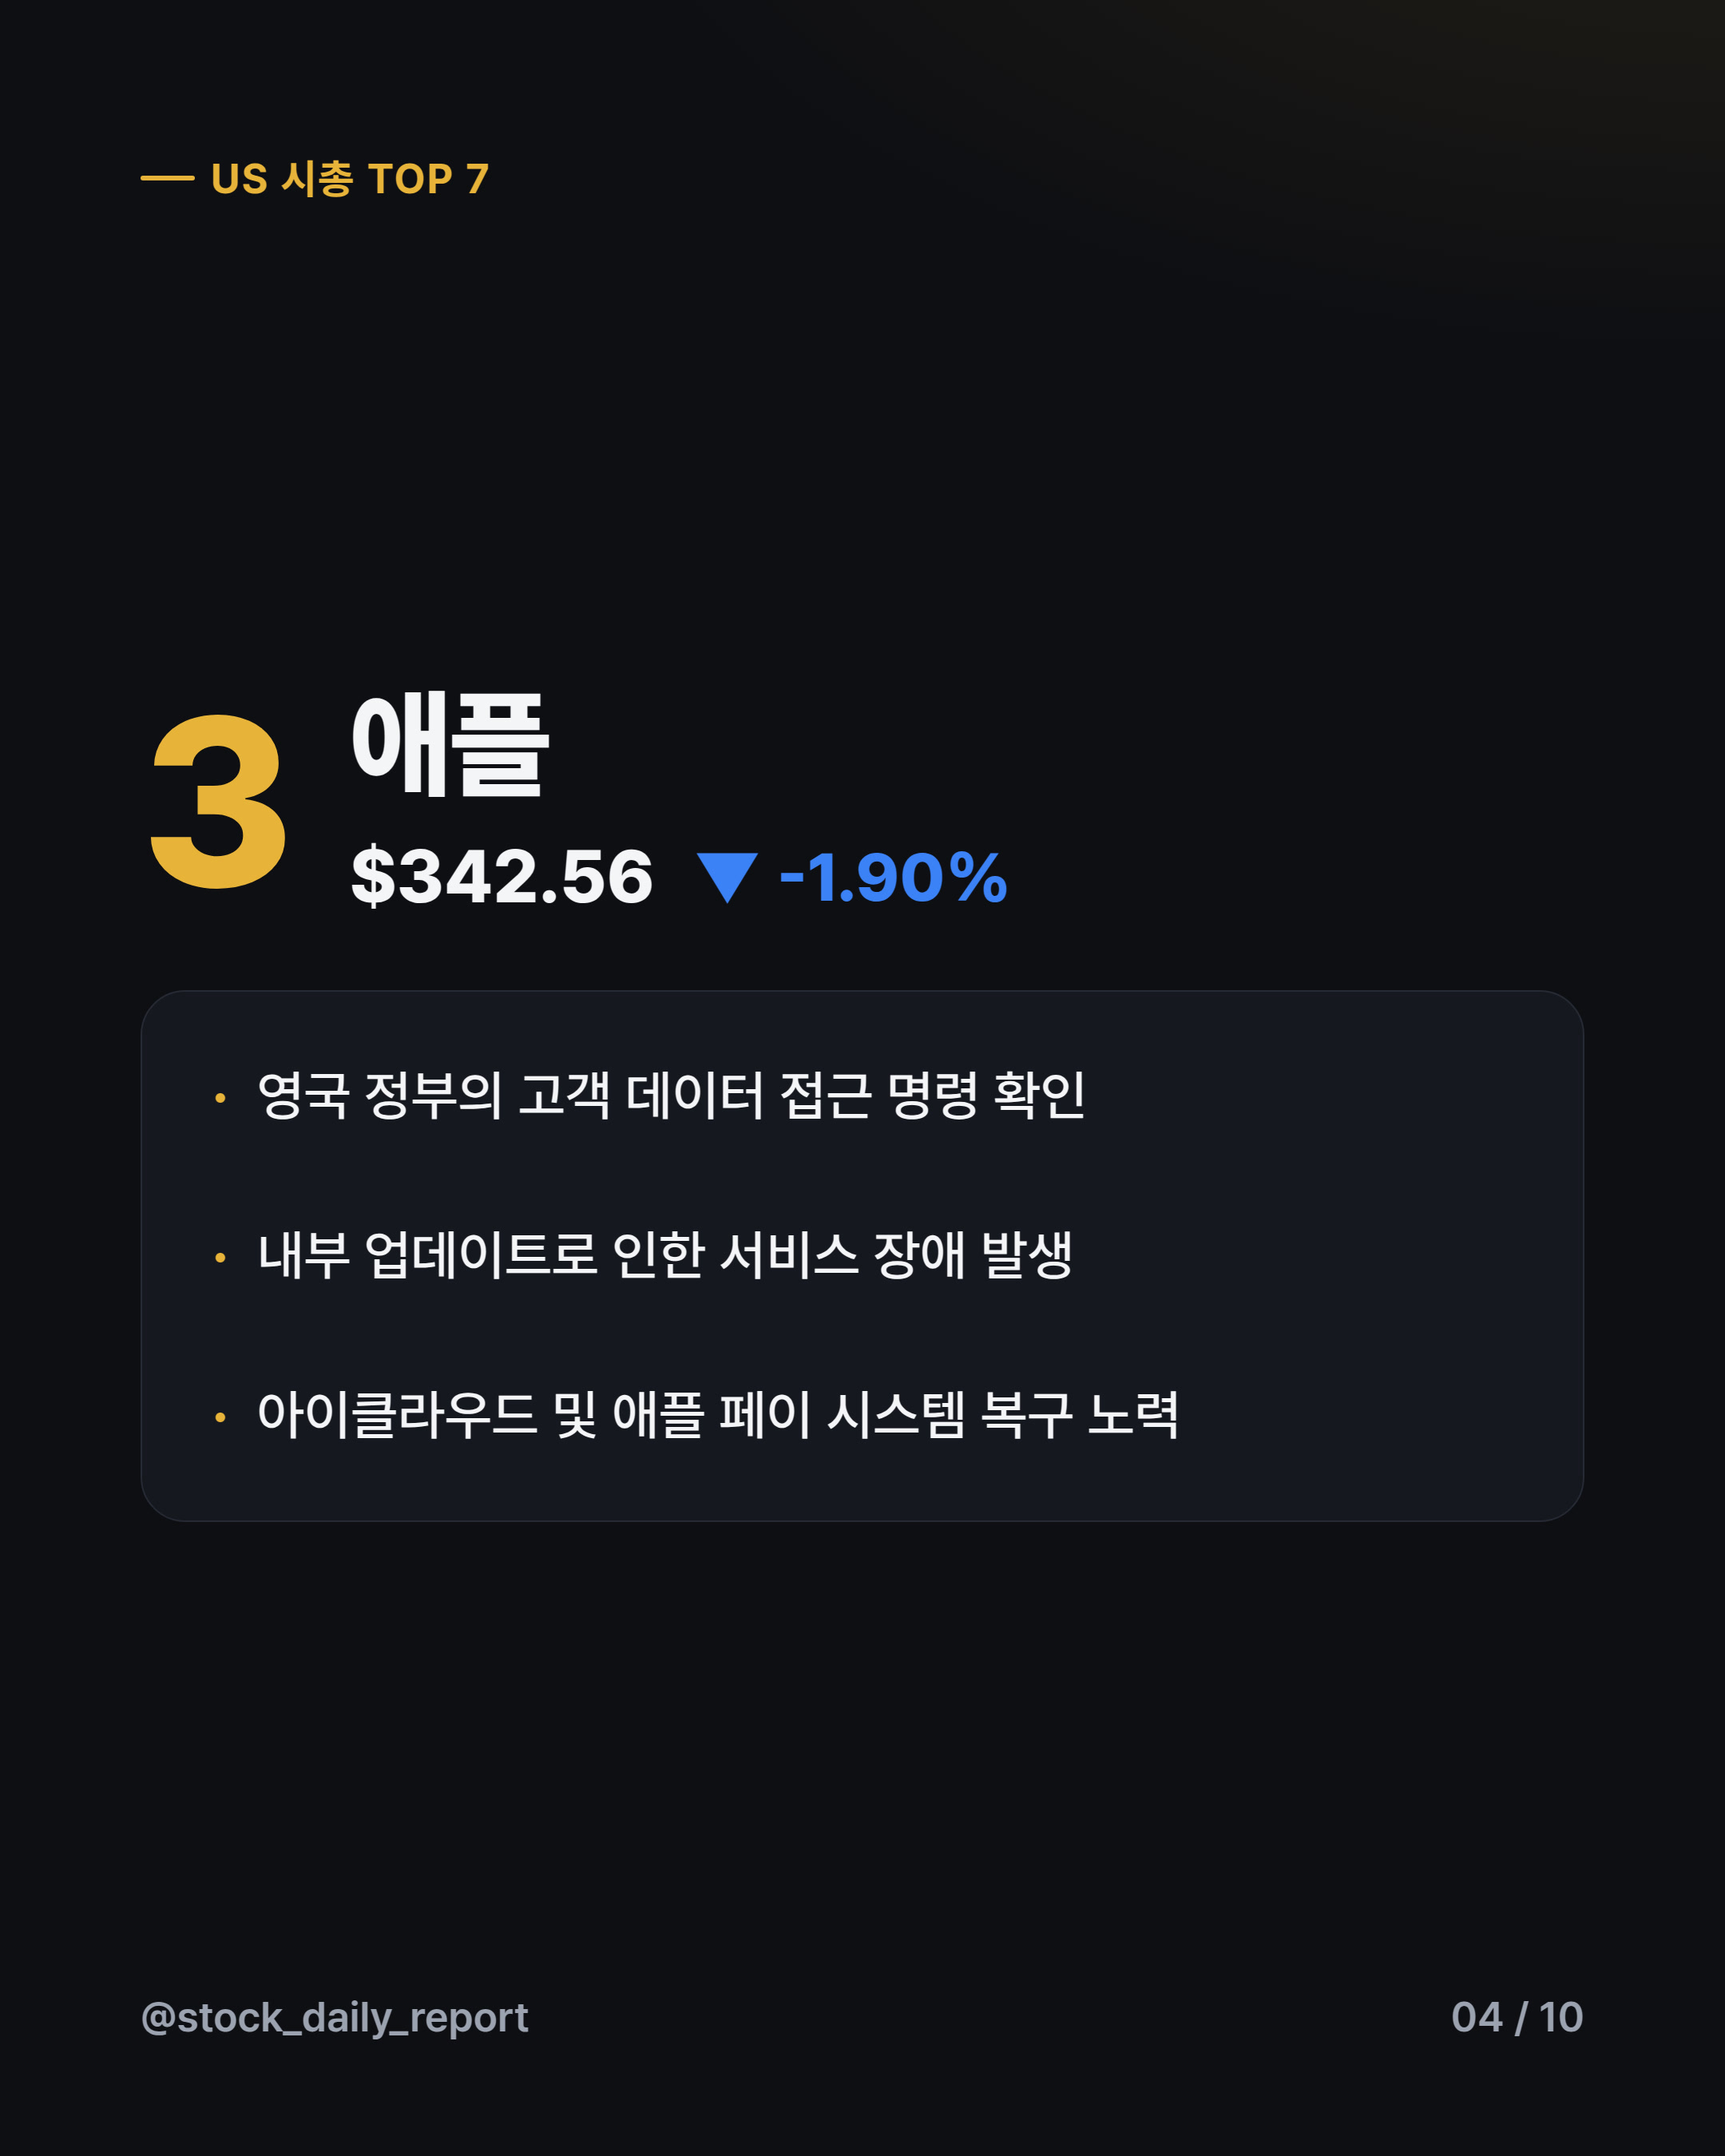 US 시총 TOP 7
3
애플
$342.56 ▼ -1.90%
• 영국 정부의 고객 데이터 접근 명령 확인
• 내부 업데이트로 인한 서비스 장애 발생
• 아이클라우드 및 애플 페이 시스템 복구 노력
@stock_daily_report
04 / 10